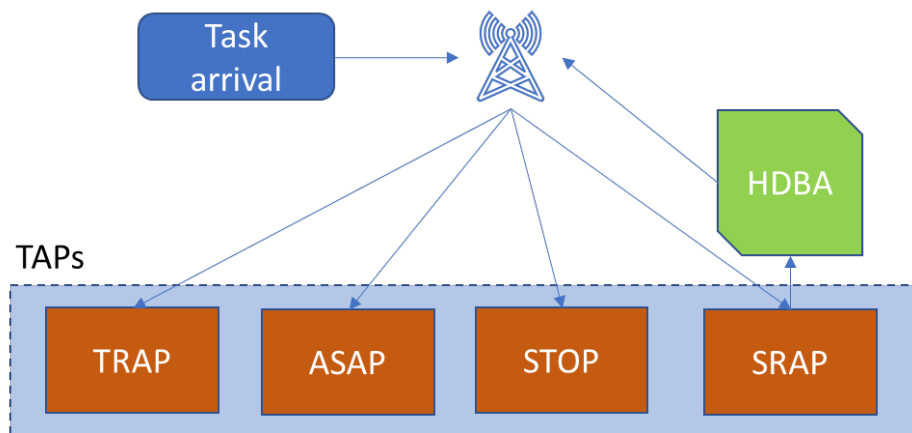 Task
arrival
HDBA
TAPs
TRAP
ASAP
STOP
SRAP